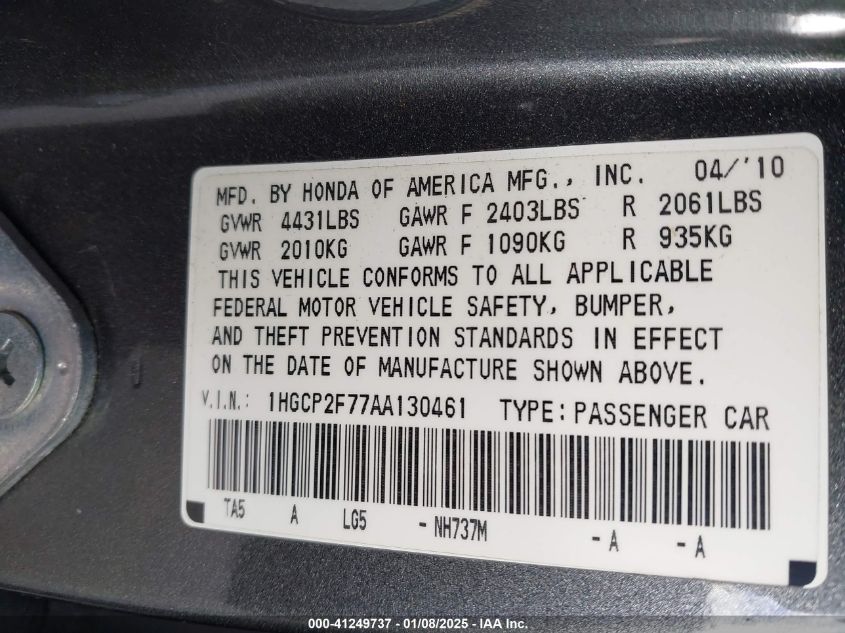 MFD. BY HONDA OF AMERICA MFG., INC. 04/'10
GVWR 4431LBS GAWR F 2403LBS R 2061LBS
GVWR 2010KG GAWR F 1090KG R 935KG
THIS VEHICLE CONFORMS TO ALL APPLICABLE
FEDERAL MOTOR VEHICLE SAFETY, BUMPER,
AND THEFT PREVENTION STANDARDS IN EFFECT
ON THE DATE OF MANUFACTURE SHOWN ABOVE.
V.I.N.: 1HGCP2F77AA130461 TYPE: PASSENGER CAR
TA5 A LG5 - NH737M - A - A
000-41249737 - 01/08/2025 - IAA Inc.